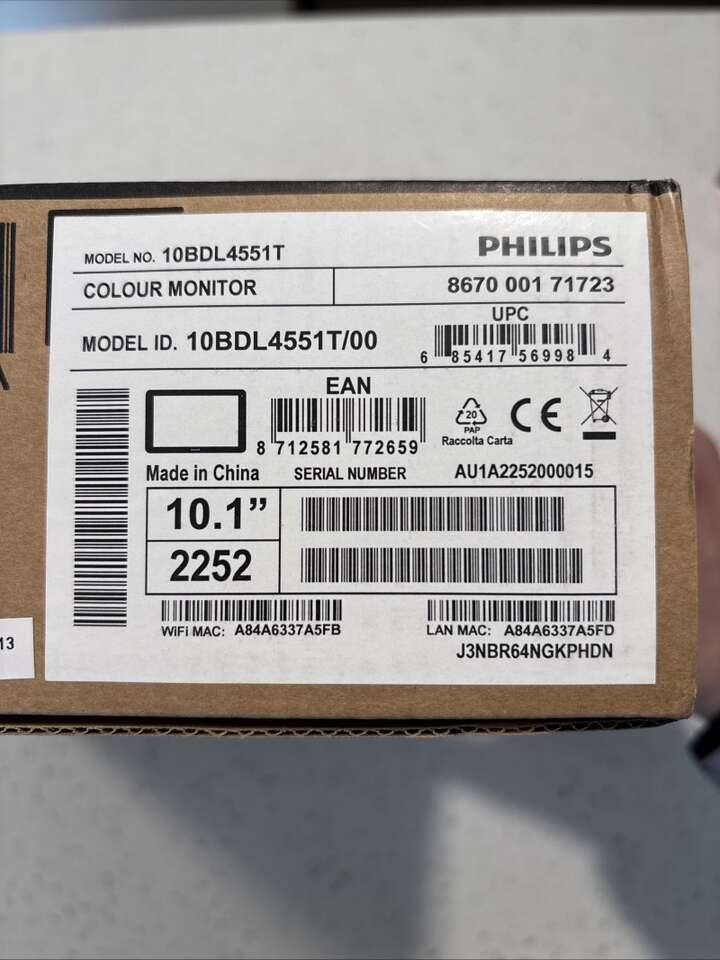 MODEL NO. 10BDL4551T
PHILIPS
COLOUR MONITOR
8670 001 71723
MODEL ID. 10BDL4551T/00
UPC
6 85417 56998 4
EAN
8 712581 772659
20
PAP
Raccolta Carta
CE
Made in China
SERIAL NUMBER
AU1A2252000015
10.1”
2252
WiFi MAC: A84A6337A5FB
LAN MAC: A84A6337A5FD
J3NBR64NGKPHDN
13